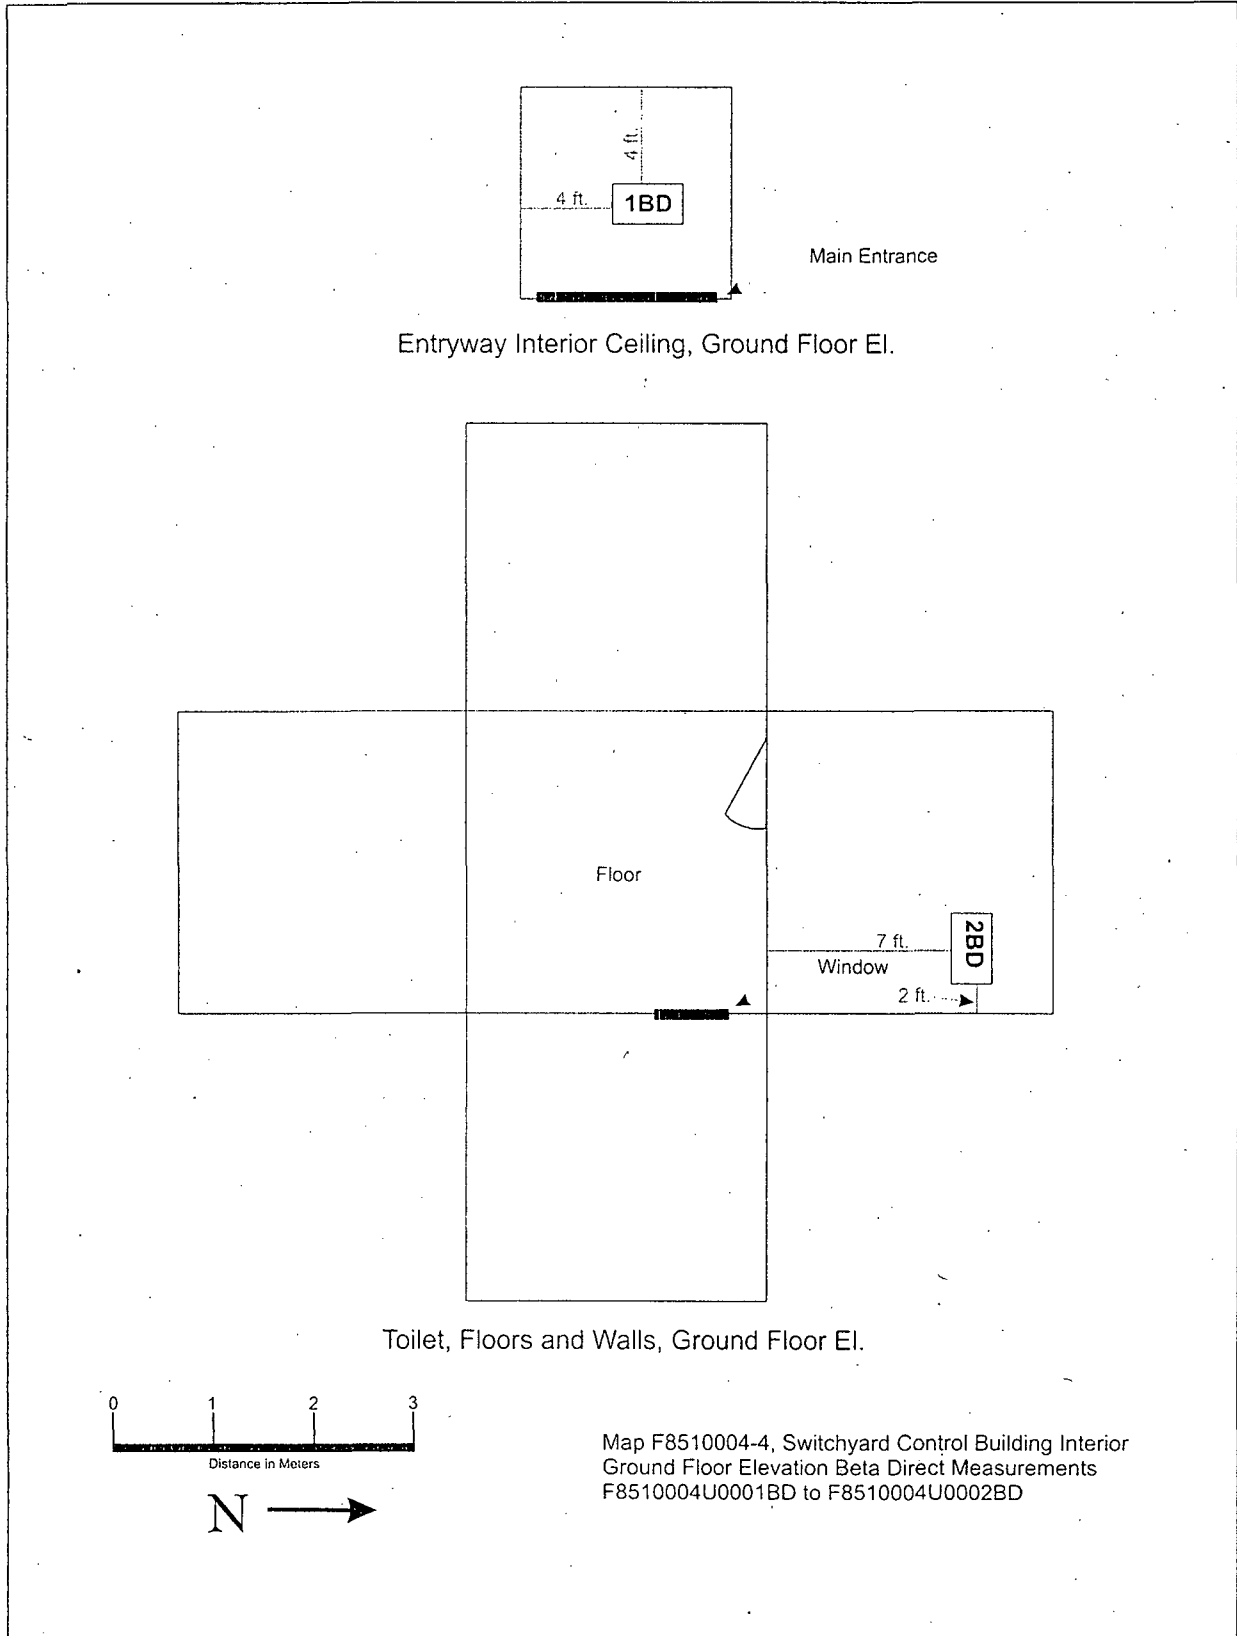 4 ft.
4 ft.
1BD
Main Entrance
Entryway Interior Ceiling, Ground Floor El.
Floor
2BD
7 ft.
Window
2 ft.
Toilet, Floors and Walls, Ground Floor El.
0 1 2 3
Distance in Meters
N
Map F8510004-4, Switchyard Control Building Interior
Ground Floor Elevation Beta Direct Measurements
F8510004U0001BD to F8510004U0002BD